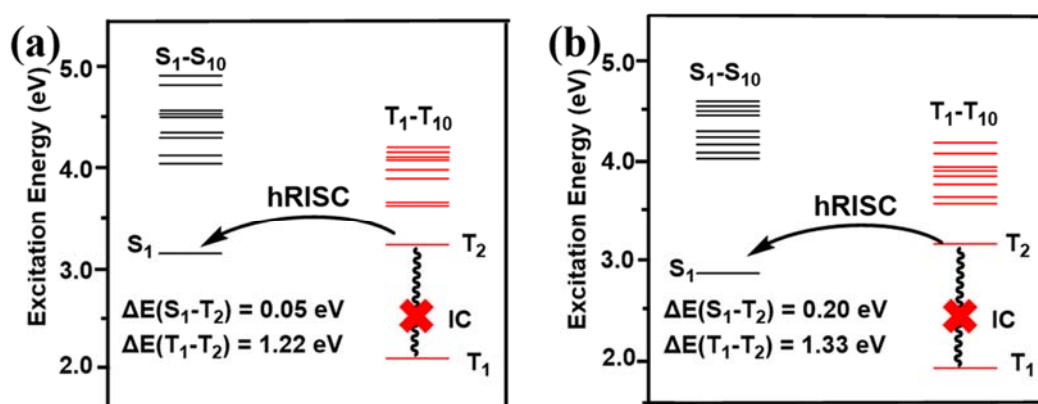 (a)
Excitation Energy (eV)
5.0
4.0
3.0
2.0
S₁-S₁₀
T₁-T₁₀
hRISC
S₁
T₂
ΔE(S₁-T₂) = 0.05 eV
IC
ΔE(T₁-T₂) = 1.22 eV
T₁
(b)
Excitation Energy (eV)
5.0
4.0
3.0
2.0
S₁-S₁₀
T₁-T₁₀
hRISC
S₁
T₂
ΔE(S₁-T₂) = 0.20 eV
IC
ΔE(T₁-T₂) = 1.33 eV
T₁